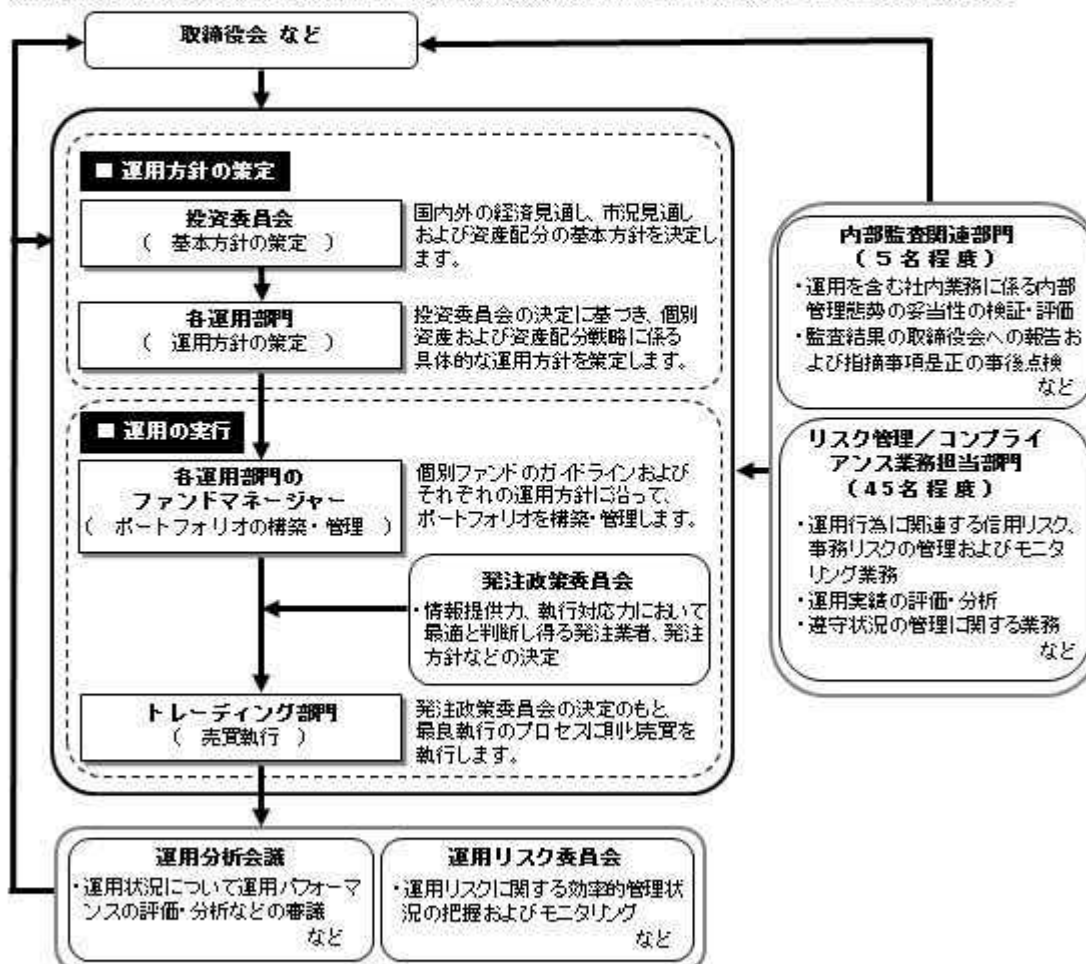 取締役会 など
■ 運用方針の策定
投資委員会
( 基本方針の策定 )
国内外の経済見通し、市況見通し
および資産配分の基本方針を決定し
ます。
各運用部門
( 運用方針の策定 )
投資委員会の決定に基づき、個別
資産および資産配分戦略に係る
具体的な運用方針を策定します。
■ 運用の実行
各運用部門の
ファンドマネージャー
( ポートフォリオの構築・管理 )
個別ファンドのガイドラインおよび
それぞれの運用方針に沿って、
ポートフォリオを構築・管理します。
発注政策委員会
・情報提供力、執行対応力において
最適と判断し得る発注業者、発注
方針などの決定
トレーディング部門
( 売買執行 )
発注政策委員会の決定のもと、
最良執行のプロセスに則り売買を
執行します。
運用分析会議
・運用状況について運用パフォーマ
ンスの評価・分析などの審議
など
運用リスク委員会
・運用リスクに関する効率的管理状
況の把握およびモニタリング
など
内部監査関連部門
(5名程度)
・運用を含む社内業務に係る内部
管理態勢の妥当性の検証・評価
・監査結果の取締役会への報告お
よび指摘事項是正の事後点検
など
リスク管理/コンプライ
アンス業務担当部門
(45名程度)
・運用行為に関連する信用リスク、
事務リスクの管理およびモニタ
リング業務
・運用実績の評価・分析
・遵守状況の管理に関する業務
など